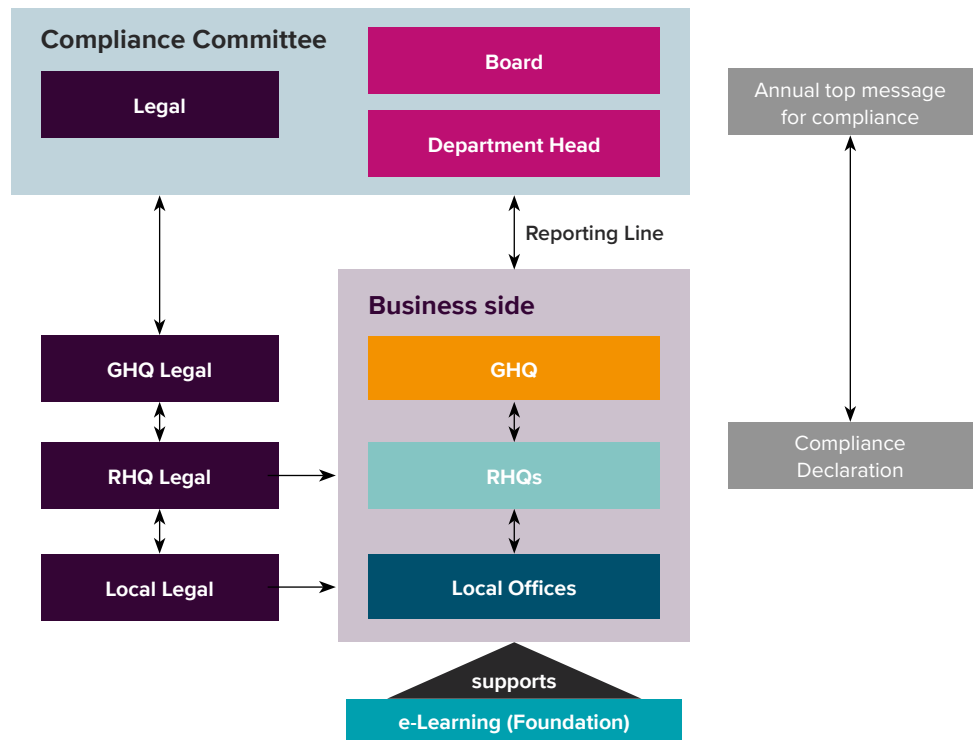 Compliance Committee
Legal
Board
Department Head
Annual top message
for compliance
Reporting Line
Business side
GHQ Legal
GHQ
RHQ Legal
RHQs
Compliance
Declaration
Local Legal
Local Offices
supports
e-Learning (Foundation)